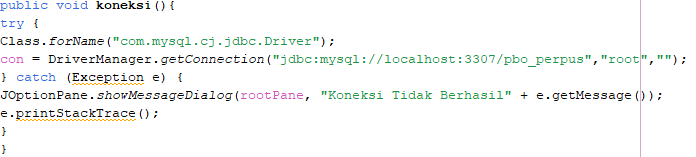 public void koneksi(){
try {
Class.forName("com.mysql.cj.jdbc.Driver");
con = DriverManager.getConnection("jdbc:mysql://localhost:3307/pbo_perpus","root","");
} catch (Exception e) {
JOptionPane.showMessageDialog(rootPane, "Koneksi Tidak Berhasil" + e.getMessage());
e.printStackTrace();
}
}